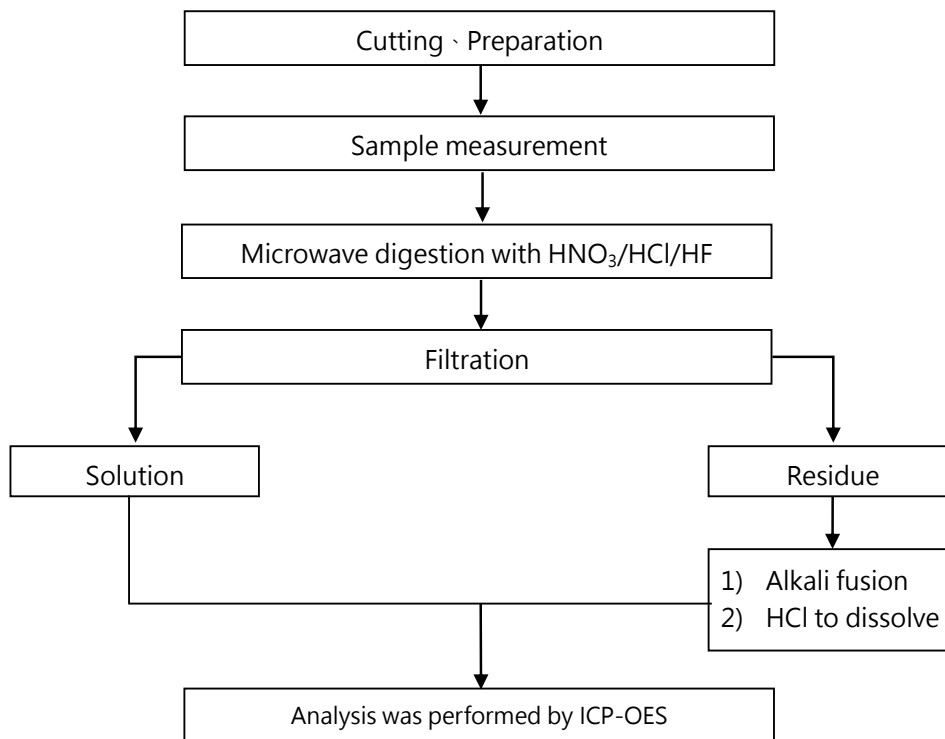 Cutting、Preparation
Sample measurement
Microwave digestion with HNO₃/HCl/HF
Filtration
Solution
Residue
1) Alkali fusion
2) HCl to dissolve
Analysis was performed by ICP-OES